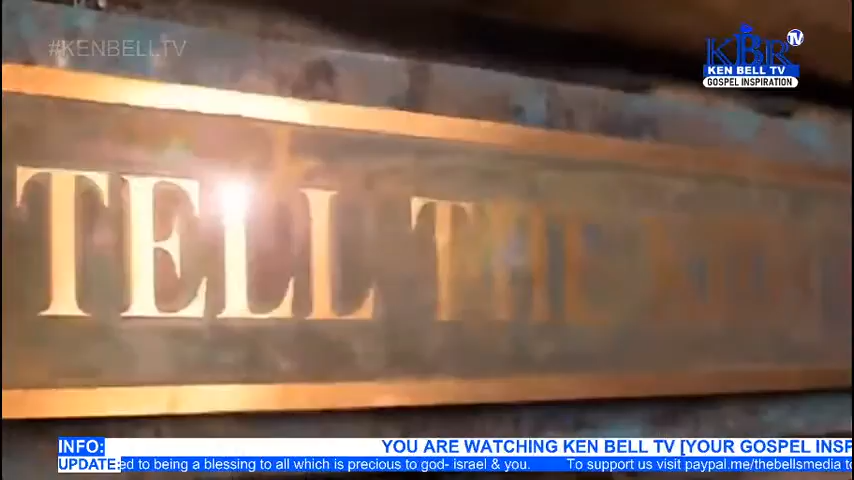 #KENBELL.TV
KBR TV
KEN BELL TV
GOSPEL INSPIRATION
TELL THE
INFO: YOU ARE WATCHING KEN BELL TV [YOUR GOSPEL INSP
UPDATE: ed to being a blessing to all which is precious to god- israel & you. To support us visit paypal.me/thebellsmedia to